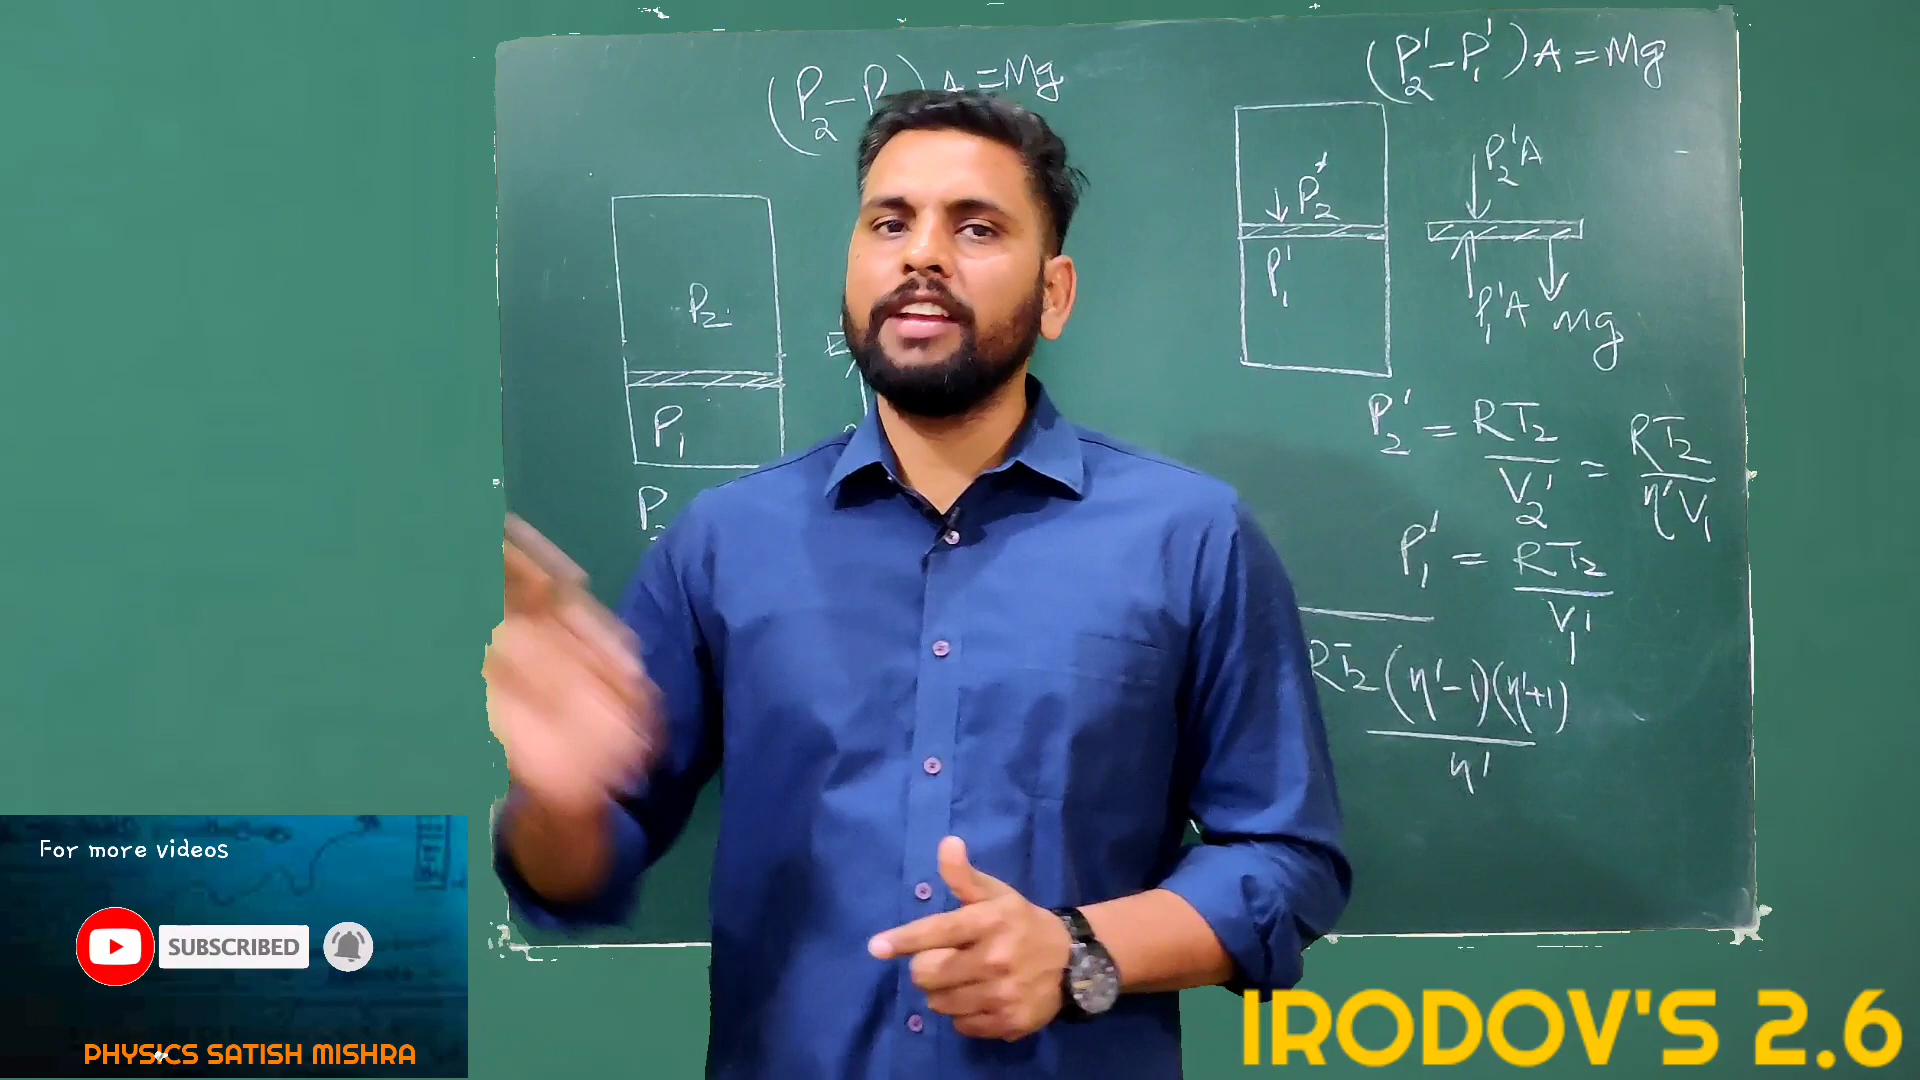 (P₂ - P ) A = Mg
(P₂' - P₁') A = Mg
P₂'A
P₂'
P₁'
P₁'A Mg
P₂
P₁
P₂' = RT₂/V₂' = RT₂/η'V₁
P₂
P₁' = RT₂/V₁'
RT₂ (η'-1)(η'+1)
η'
For more videos
SUBSCRIBED
PHYSICS SATISH MISHRA
IRODOV'S 2.6